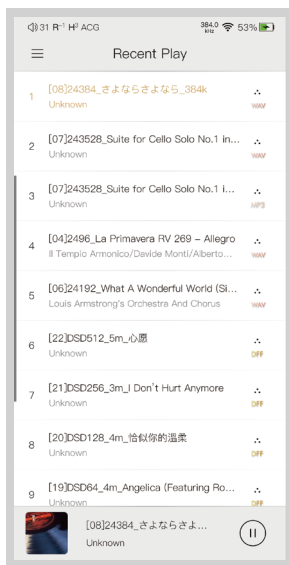 31 R⁻¹ H³ ACG 384.0 kHz 53%
Recent Play
1 [08]24384_さよならさよなら_384k
Unknown WAV
2 [07]243528_Suite for Cello Solo No.1 in...
Unknown WAV
3 [07]243528_Suite for Cello Solo No.1 i...
Unknown MP3
4 [04]2496_La Primavera RV 269 – Allegro
Il Tempio Armonico/Davide Monti/Alberto... WAV
5 [06]24192_What A Wonderful World (Si...
Louis Armstrong's Orchestra And Chorus WAV
6 [22]DSD512_5m_心愿
Unknown DFF
7 [21]DSD256_3m_I Don't Hurt Anymore
Unknown DFF
8 [20]DSD128_4m_恰似你的溫柔
Unknown DFF
9 [19]DSD64_4m_Angelica (Featuring Ro...
Unknown DFF
[08]24384_さよならさよ...
Unknown